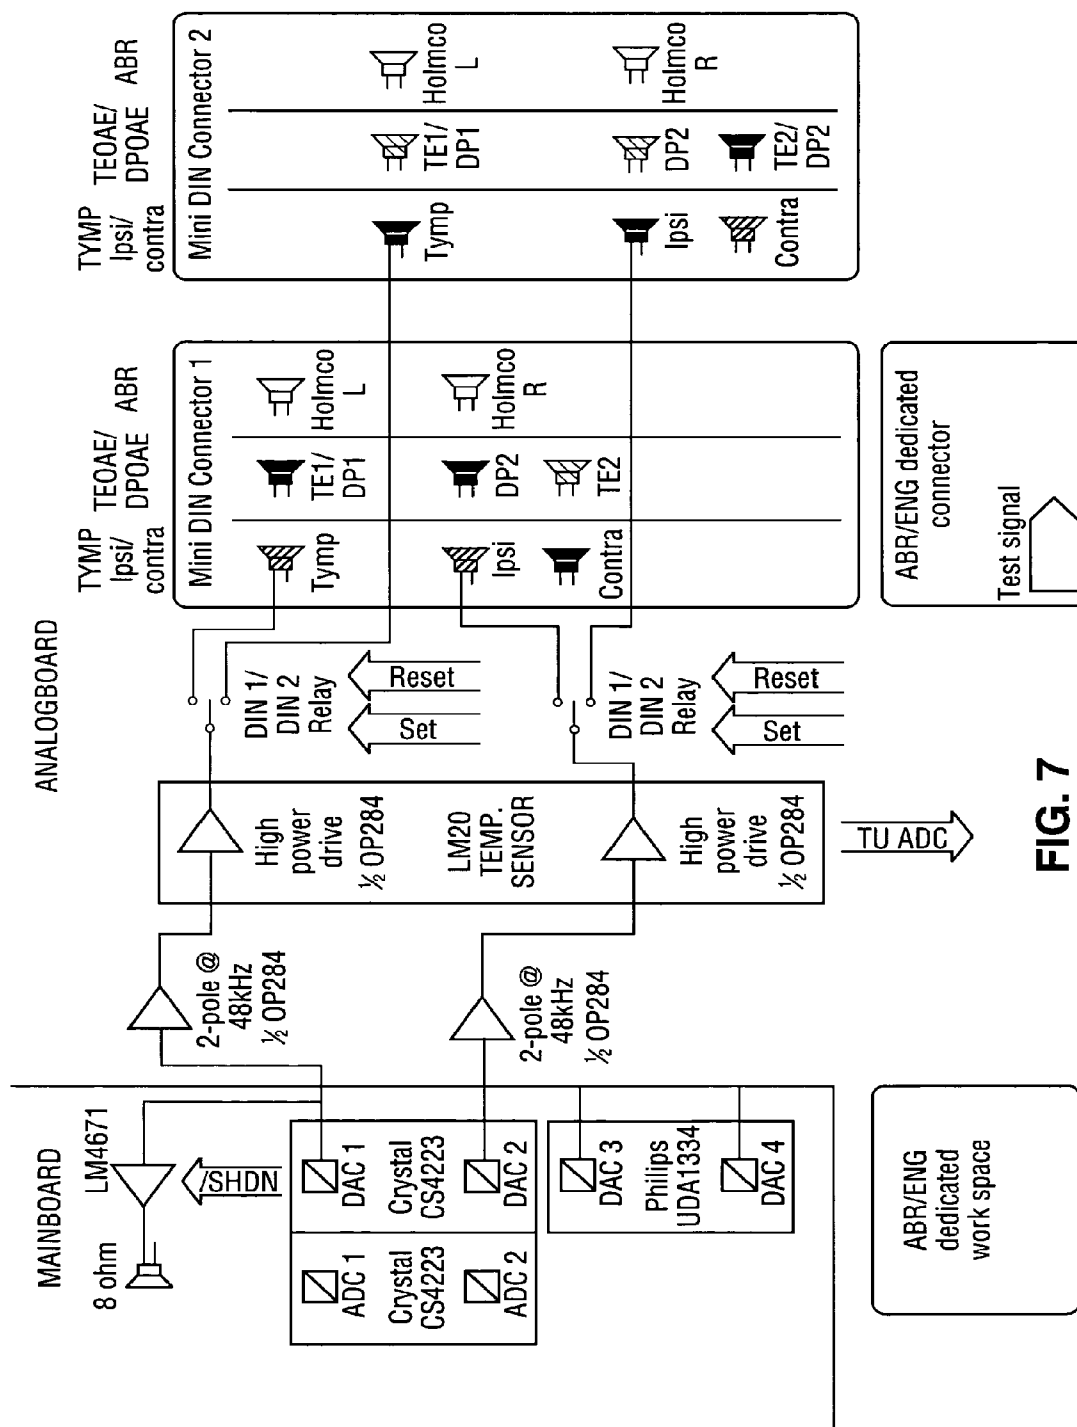 MAINBOARD
8 ohm
LM4671
/SHDN
ADC 1
Crystal
CS4223
ADC 2
DAC 1
Crystal
CS4223
DAC 2
DAC 3
Philips
UDA1334
DAC 4
ABR/ENG
dedicated
work space
ANALOGBOARD
2-pole @
48kHz
½ OP284
2-pole @
48kHz
½ OP284
High
power
drive
½ OP284
LM20
TEMP.
SENSOR
High
power
drive
½ OP284
TU ADC
DIN 1/
DIN 2
Relay
Set
Reset
DIN 1/
DIN 2
Relay
Set
Reset
TYMP
Ipsi/
contra
TEOAE/
DPOAE
ABR
Mini DIN Connector 1
Tymp
Ipsi
Contra
TE1/
DP1
DP2
TE2
Holmco
L
Holmco
R
ABR/ENG dedicated
connector
Test signal
TYMP
Ipsi/
contra
TEOAE/
DPOAE
ABR
Mini DIN Connector 2
Tymp
Ipsi
Contra
TE1/
DP1
DP2
TE2/
DP2
Holmco
L
Holmco
R
FIG. 7